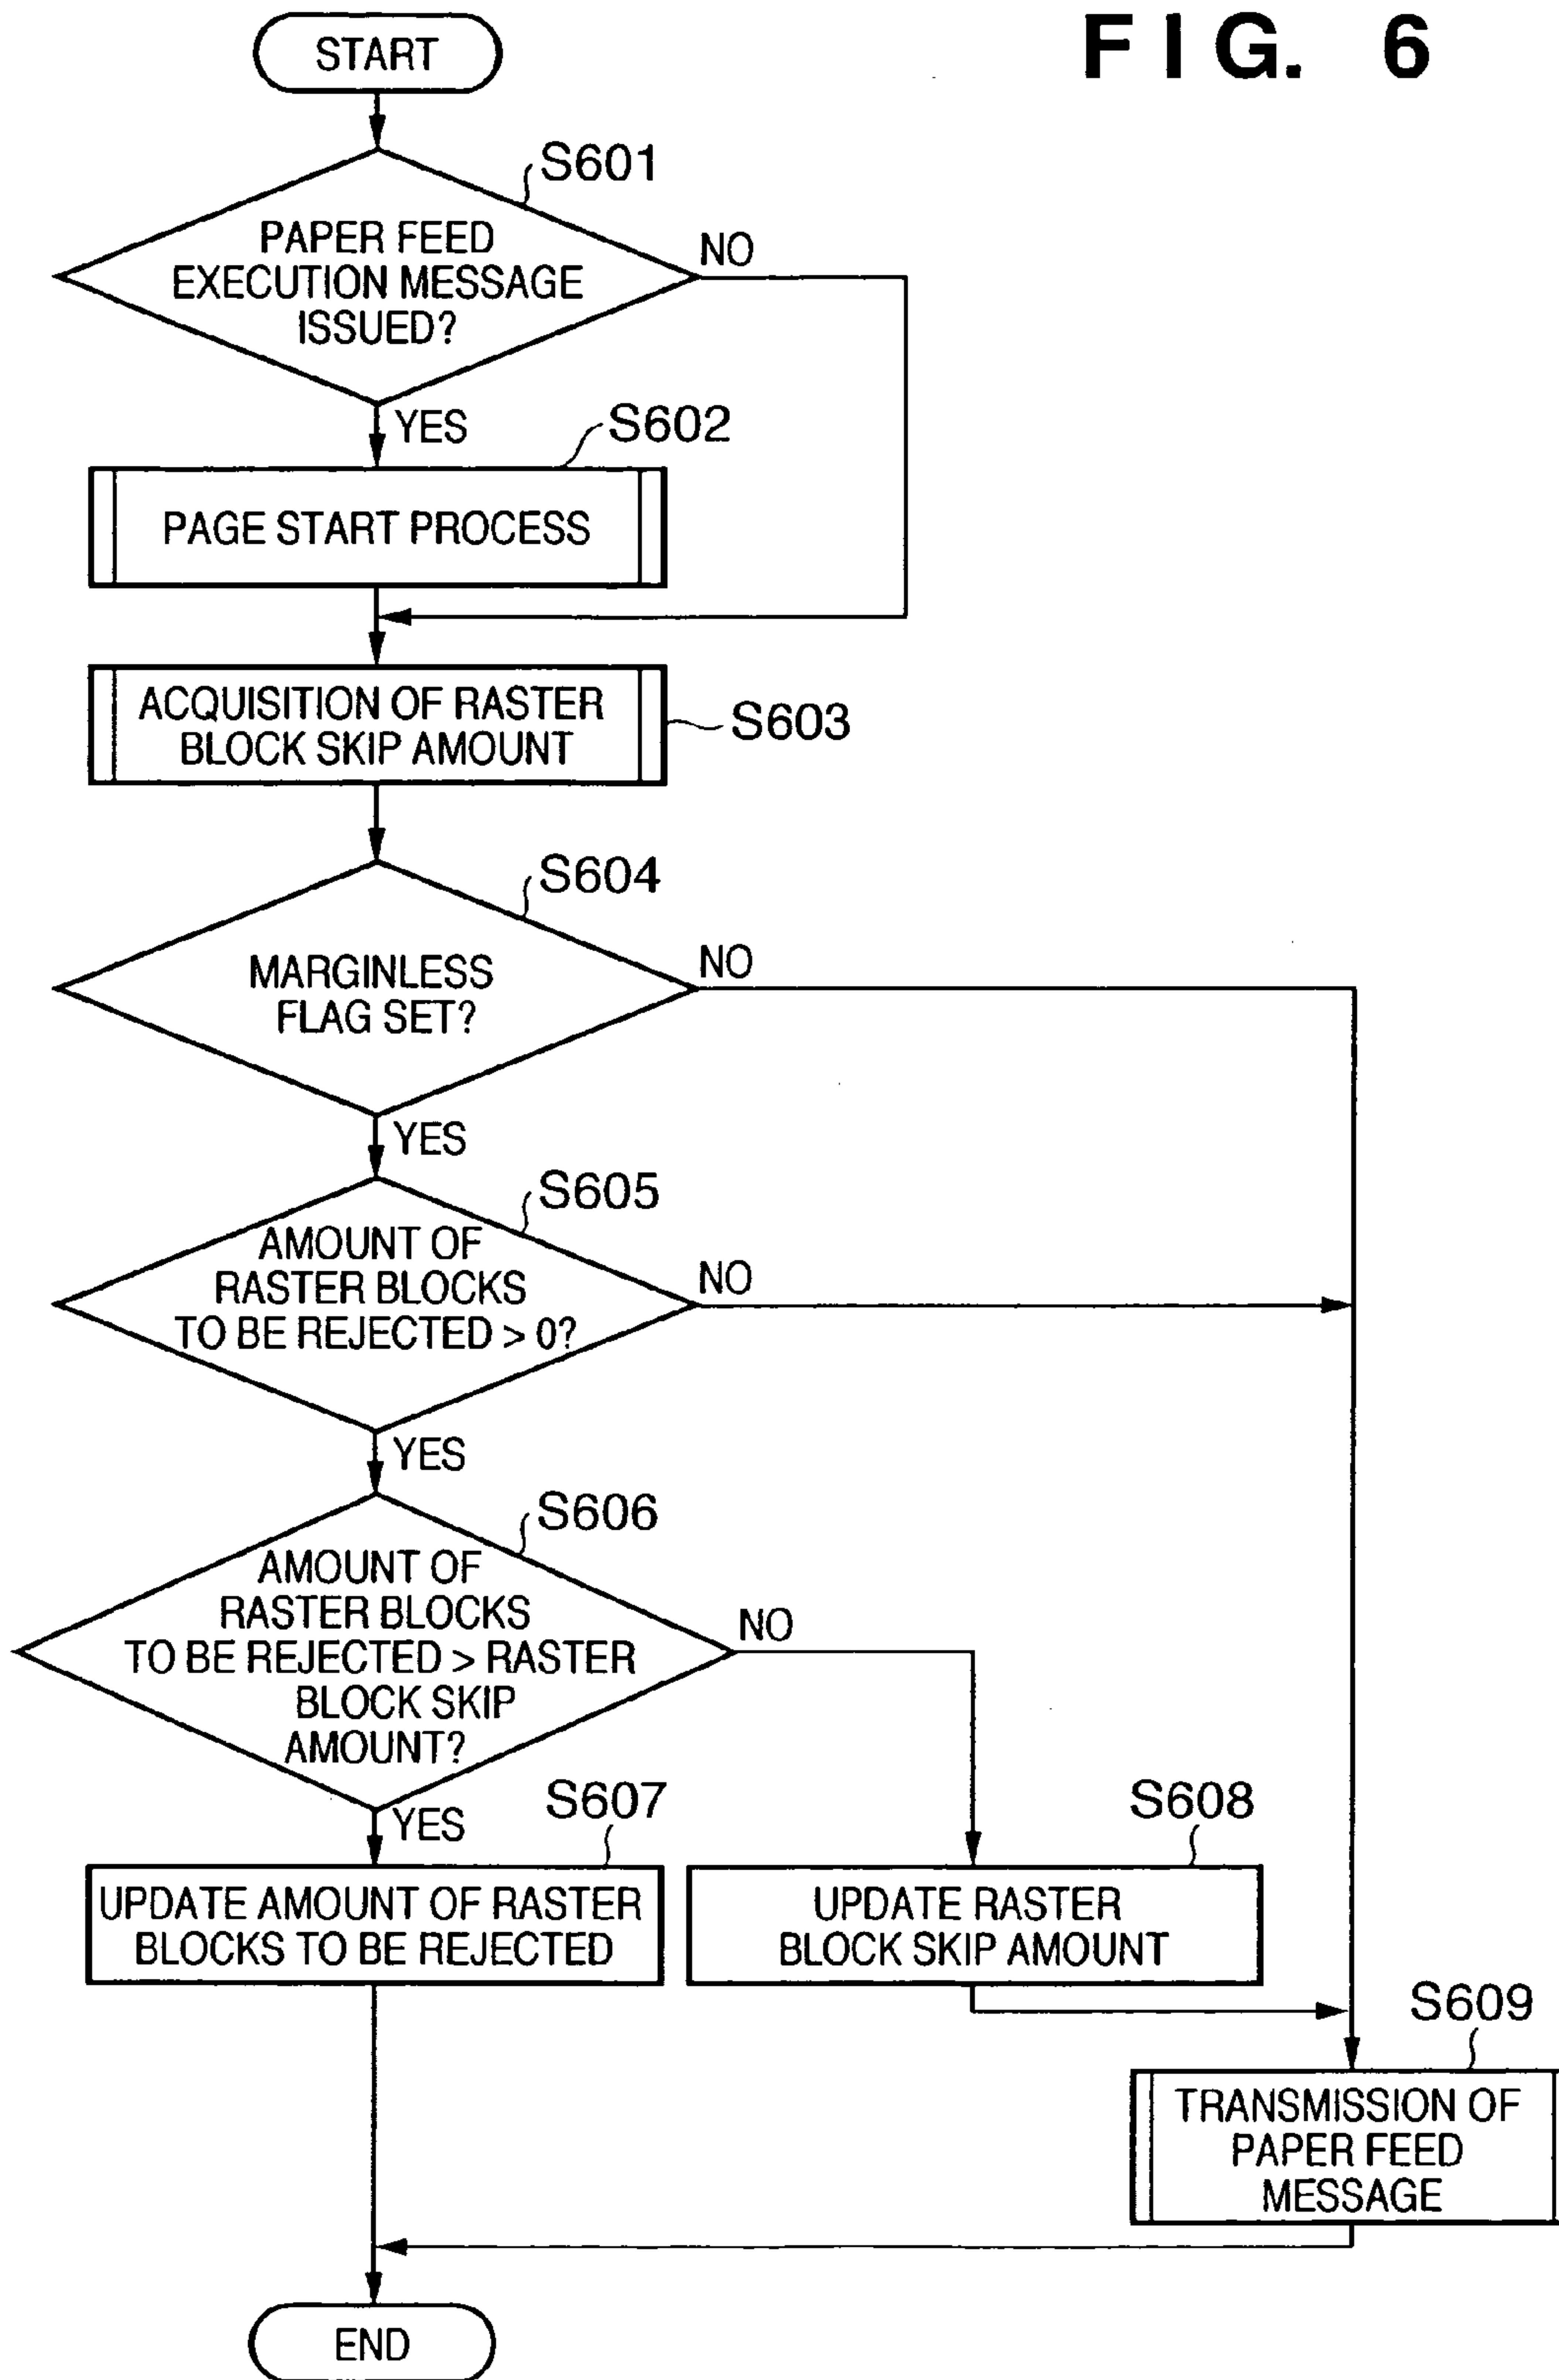 FIG. 6
START
S601
PAPER FEED
EXECUTION MESSAGE
ISSUED?
NO
YES
S602
PAGE START PROCESS
ACQUISITION OF RASTER
BLOCK SKIP AMOUNT
S603
S604
MARGINLESS
FLAG SET?
NO
YES
S605
AMOUNT OF
RASTER BLOCKS
TO BE REJECTED > 0?
NO
YES
S606
AMOUNT OF
RASTER BLOCKS
TO BE REJECTED > RASTER
BLOCK SKIP
AMOUNT?
NO
YES
S607
UPDATE AMOUNT OF RASTER
BLOCKS TO BE REJECTED
S608
UPDATE RASTER
BLOCK SKIP AMOUNT
S609
TRANSMISSION OF
PAPER FEED
MESSAGE
END